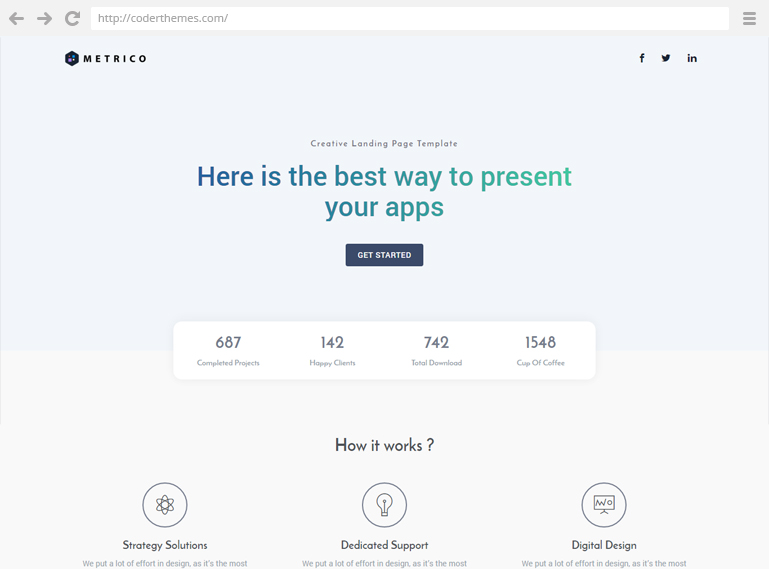 http://coderthemes.com/
METRICO
Creative Landing Page Template
Here is the best way to present
your apps
GET STARTED
687 142 742 1548
Completed Projects Happy Clients Total Download Cup Of Coffee
How it works ?
Strategy Solutions Dedicated Support Digital Design
We put a lot of effort in design, as it's the most We put a lot of effort in design, as it's the most We put a lot of effort in design, as it's the most